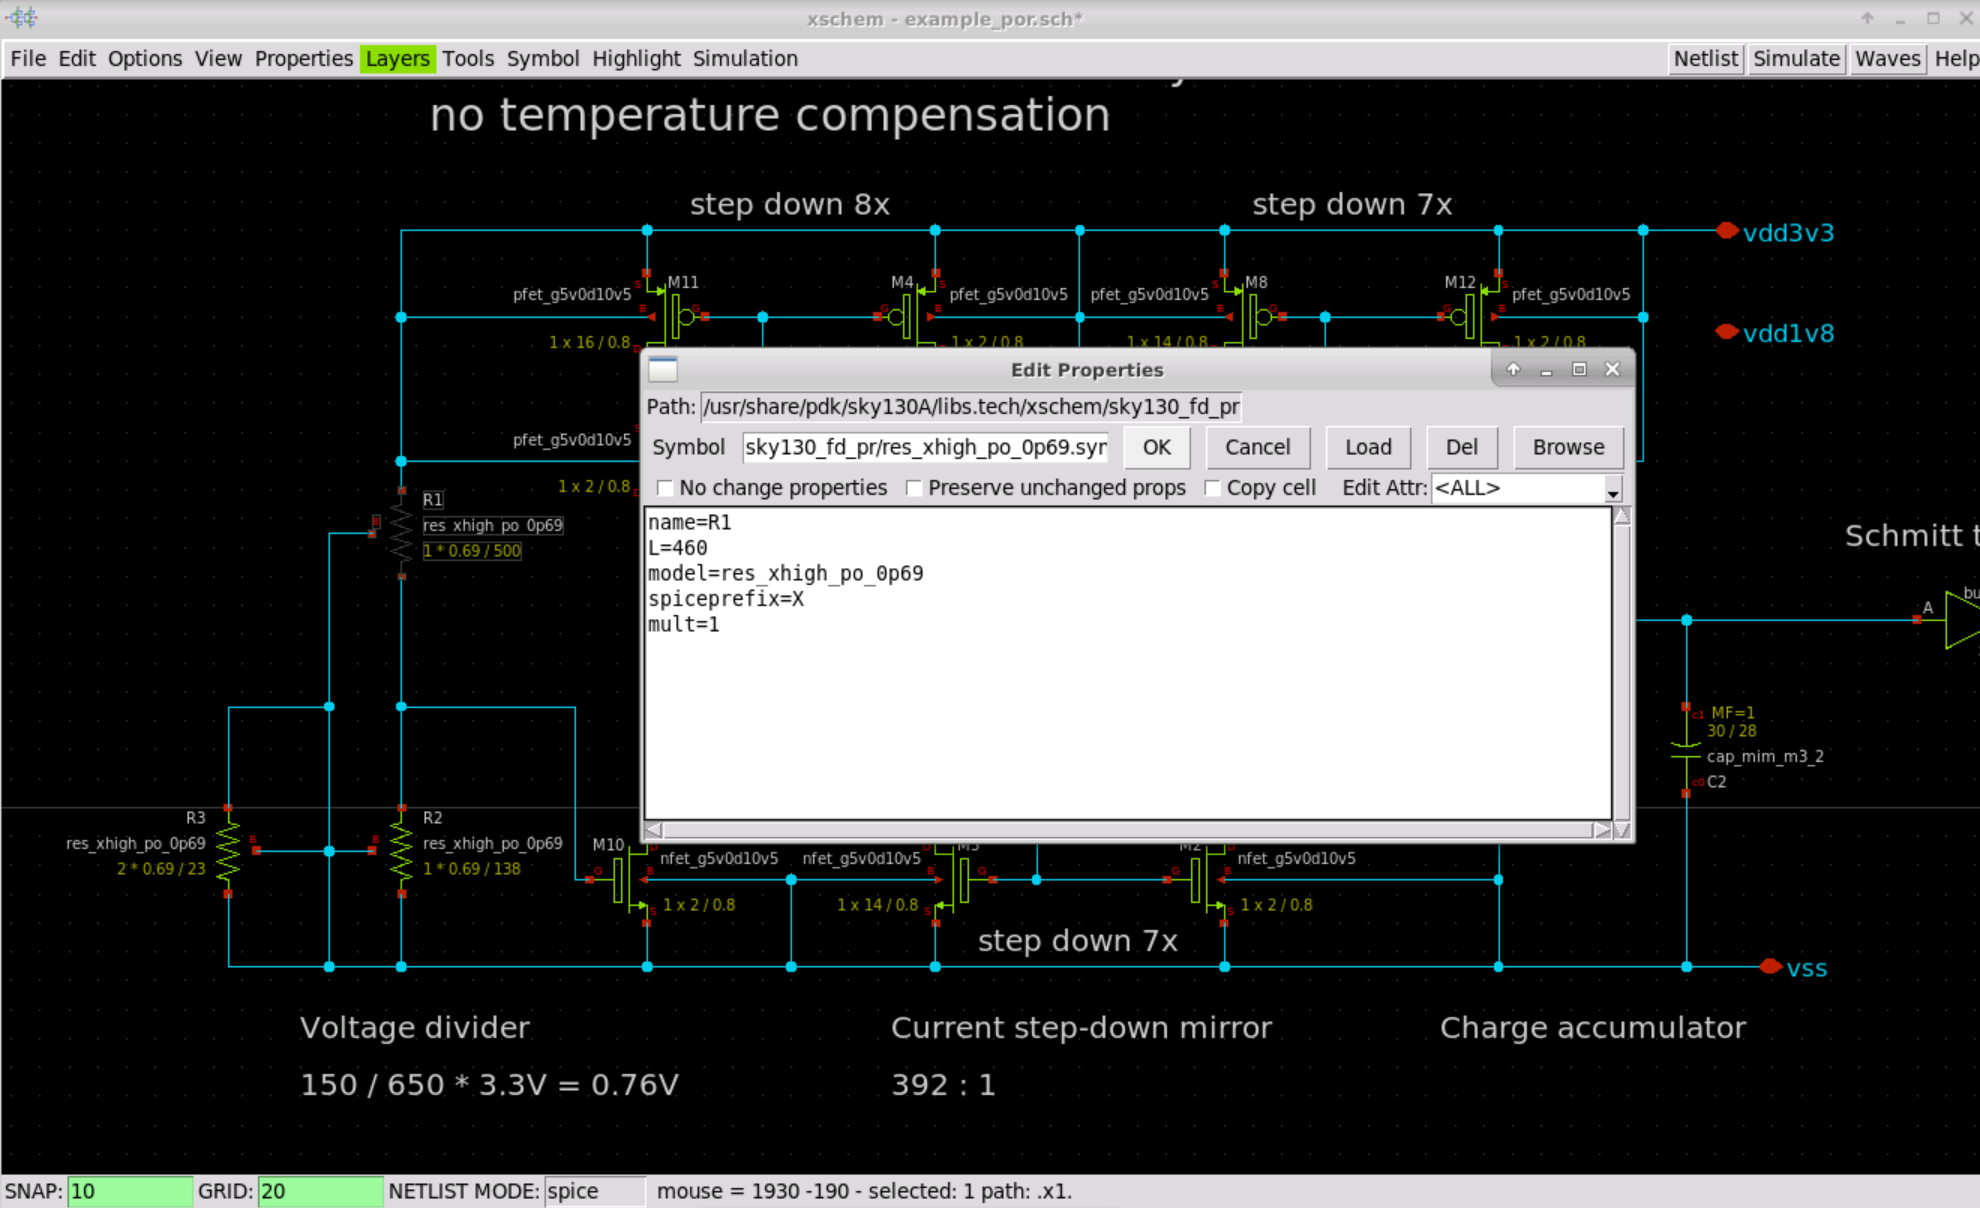 xschem - example_por.sch*
File Edit Options View Properties Layers Tools Symbol Highlight Simulation Netlist Simulate Waves Help
no temperature compensation
step down 8x
step down 7x
vdd3v3
M11
M4
M8
M12
pfet_g5v0d10v5
pfet_g5v0d10v5
pfet_g5v0d10v5
pfet_g5v0d10v5
1 x 16 / 0.8
1 x 2 / 0.8
1 x 14 / 0.8
1 x 2 / 0.8
vdd1v8
Edit Properties
Path: /usr/share/pdk/sky130A/libs.tech/xschem/sky130_fd_pr
Symbol sky130_fd_pr/res_xhigh_po_0p69.syr OK Cancel Load Del Browse
No change properties Preserve unchanged props Copy cell Edit Attr: <ALL>
name=R1
L=460
model=res_xhigh_po_0p69
spiceprefix=X
mult=1
pfet_g5v0d10v5
1 x 2 / 0.8
R1
res_xhigh_po_0p69
1 * 0.69 / 500
Schmitt t
A
bu
c1 MF=1
30 / 28
cap_mim_m3_2
c0 C2
R3
res_xhigh_po_0p69
2 * 0.69 / 23
R2
res_xhigh_po_0p69
1 * 0.69 / 138
M10
nfet_g5v0d10v5
1 x 2 / 0.8
nfet_g5v0d10v5
1 x 14 / 0.8
M2
nfet_g5v0d10v5
1 x 2 / 0.8
step down 7x
vss
Voltage divider
150 / 650 * 3.3V = 0.76V
Current step-down mirror
392 : 1
Charge accumulator
SNAP: 10 GRID: 20 NETLIST MODE: spice mouse = 1930 -190 - selected: 1 path: .x1.